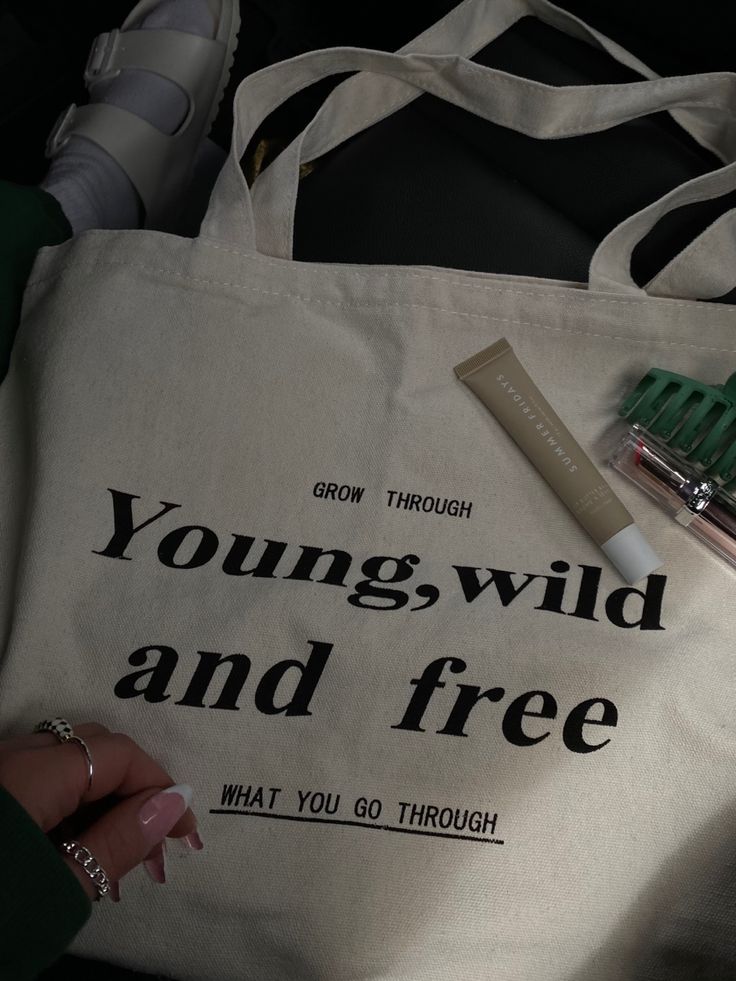 GROW THROUGH
Young,wild
and free
WHAT YOU GO THROUGH
SUMMER FRIDAYS